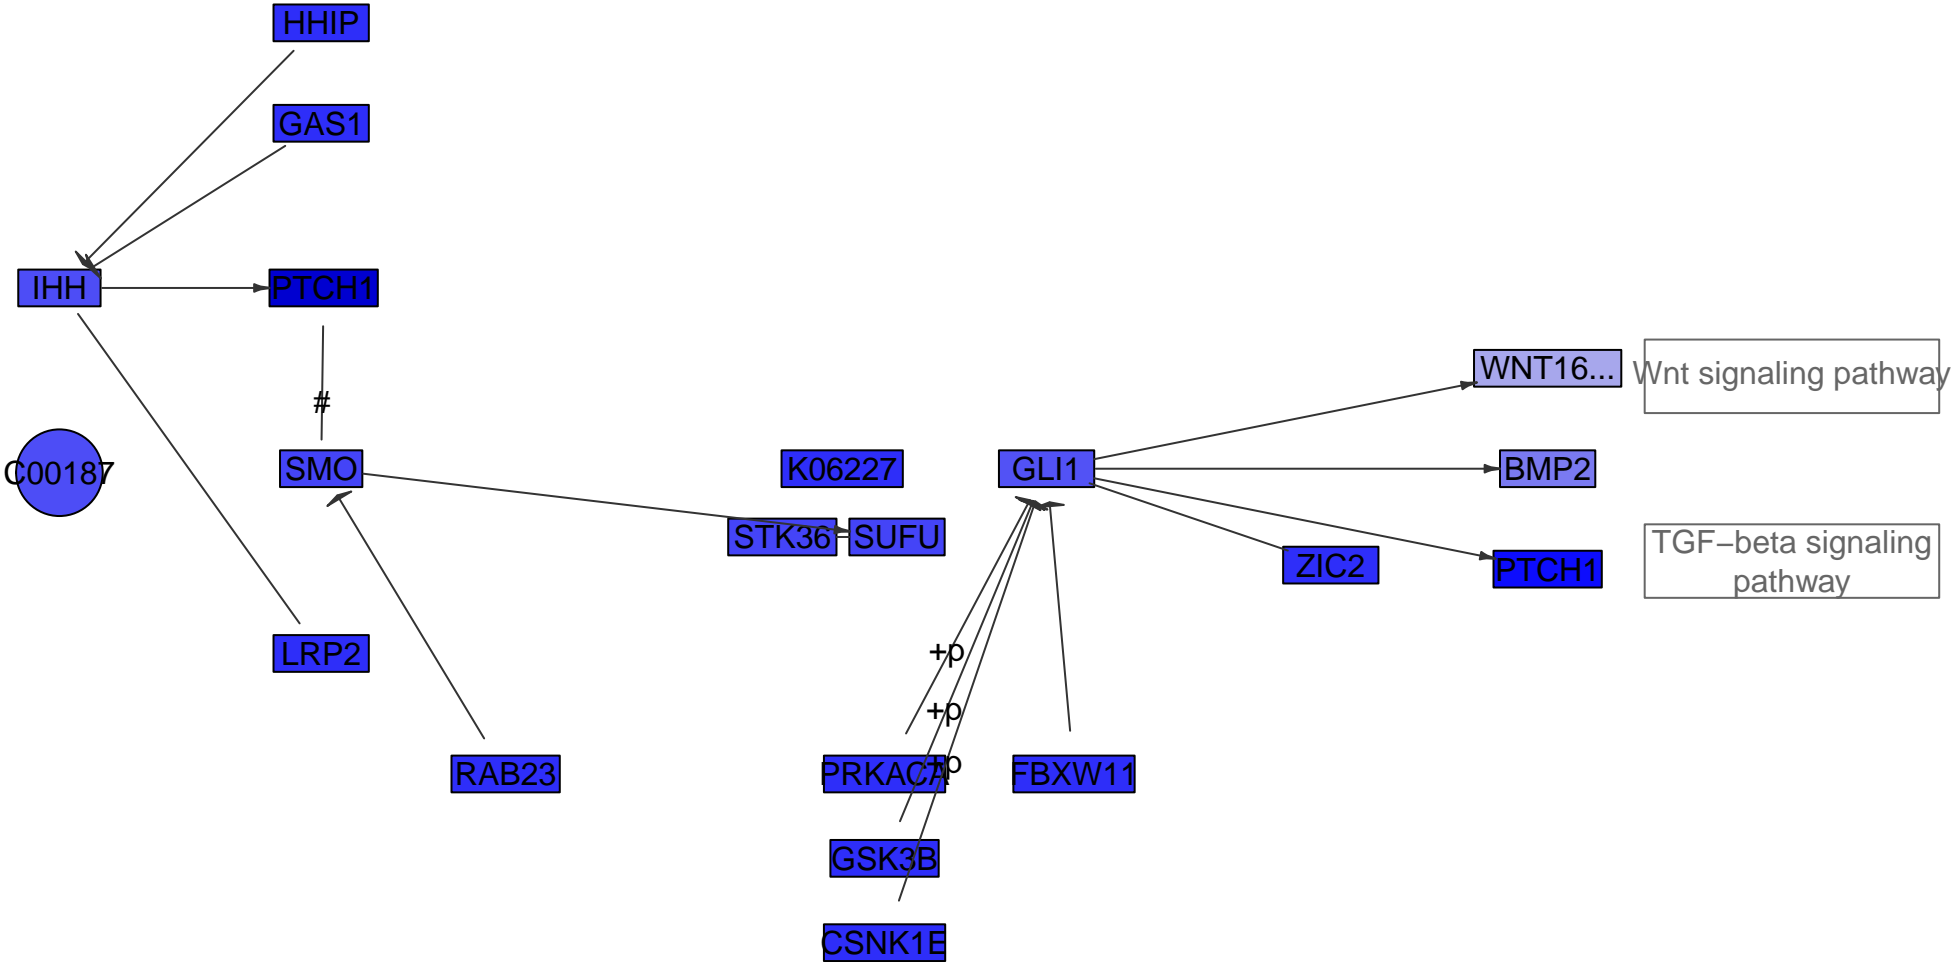 HHIP
GAS1
IHH
PTCH1
WNT16...
Wnt signaling pathway
#
C00187
SMO
K06227
GLI1
BMP2
STK36
SUFU
ZIC2
PTCH1
TGF−beta signaling
pathway
LRP2
+p
+p
+p
RAB23
PRKACA
FBXW11
GSK3B
CSNK1E